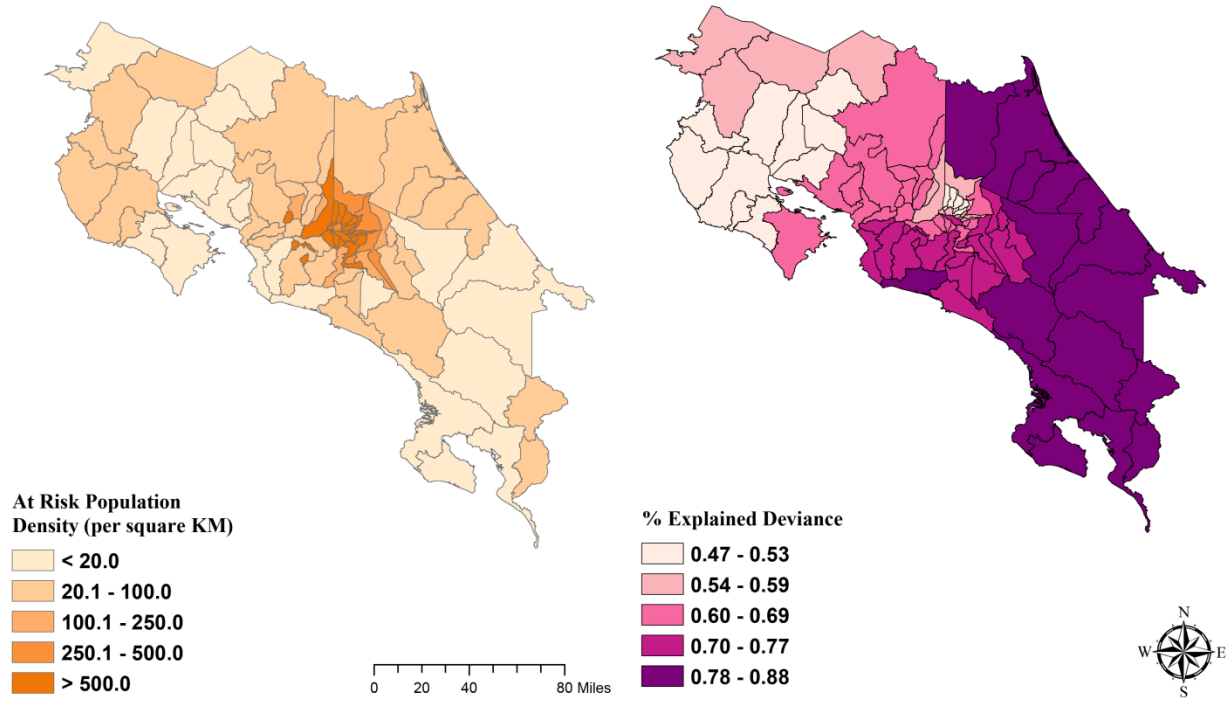 At Risk Population
Density (per square KM)
< 20.0
20.1 - 100.0
100.1 - 250.0
250.1 - 500.0
> 500.0
0 20 40 80 Miles
% Explained Deviance
0.47 - 0.53
0.54 - 0.59
0.60 - 0.69
0.70 - 0.77
0.78 - 0.88
N
W E
S